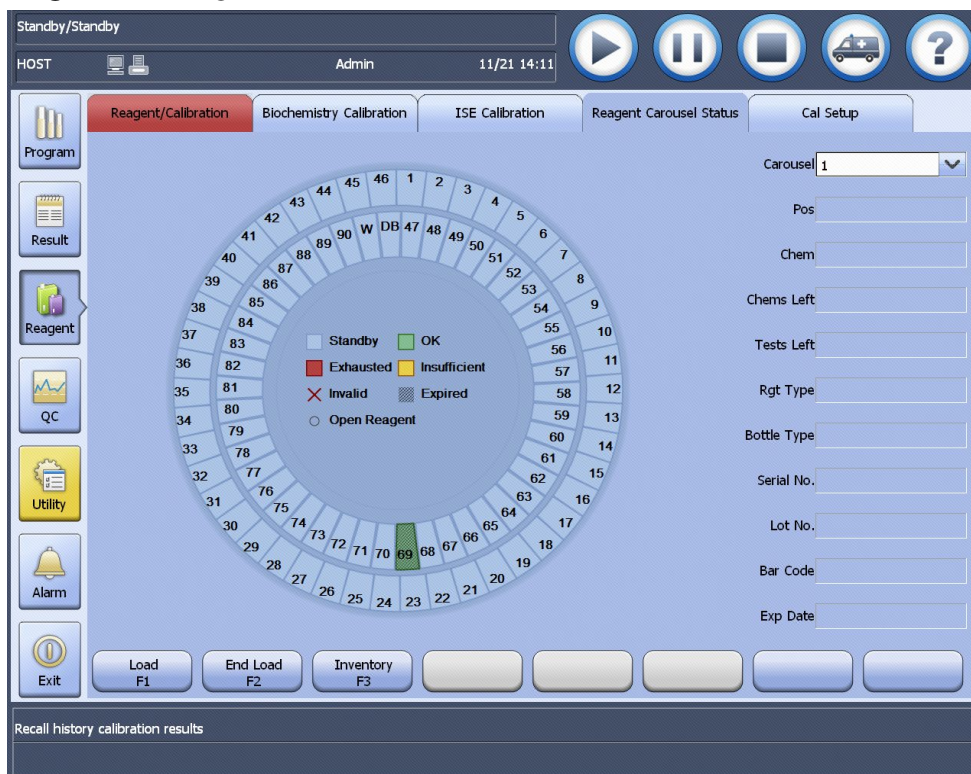 Standby/Standby
HOST Admin 11/21 14:11
?
Program
Result
Reagent
QC
Utility
Alarm
Exit
Reagent/Calibration Biochemistry Calibration ISE Calibration Reagent Carousel Status Cal Setup
1 2 3 4 5 6 7 8 9 10 11 12 13 14 15 16 17 18 19 20 21 22 23 24 25 26 27 28 29 30 31 32 33 34 35 36 37 38 39 40 41 42 43 44 45 46
47 48 49 50 51 52 53 54 55 56 57 58 59 60 61 62 63 64 65 66 67 68 69 70 71 72 73 74 75 76 77 78 79 80 81 82 83 84 85 86 87 88 89 90 W DB
Standby OK
Exhausted Insufficient
Invalid Expired
Open Reagent
Carousel 1
Pos
Chem
Chems Left
Tests Left
Rgt Type
Bottle Type
Serial No.
Lot No.
Bar Code
Exp Date
Load F1
End Load F2
Inventory F3
Recall history calibration results